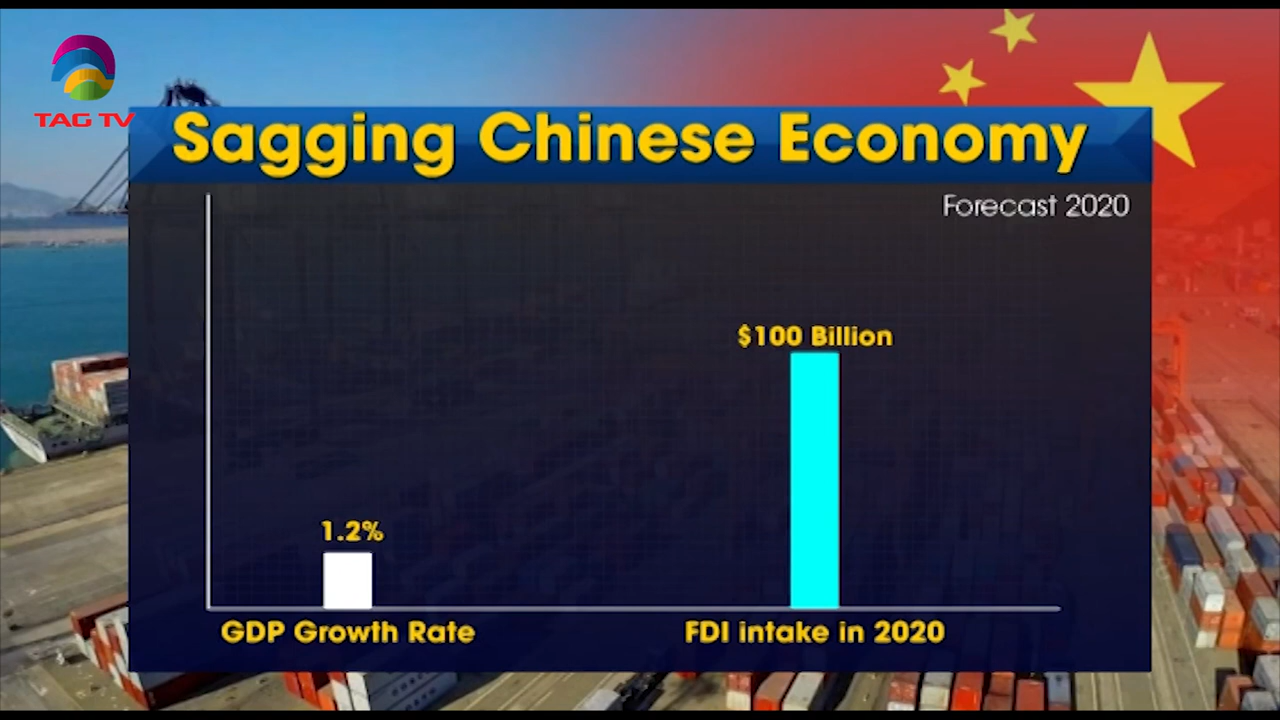 TAG TV
Sagging Chinese Economy
Forecast 2020
$100 Billion
1.2%
GDP Growth Rate
FDI intake in 2020